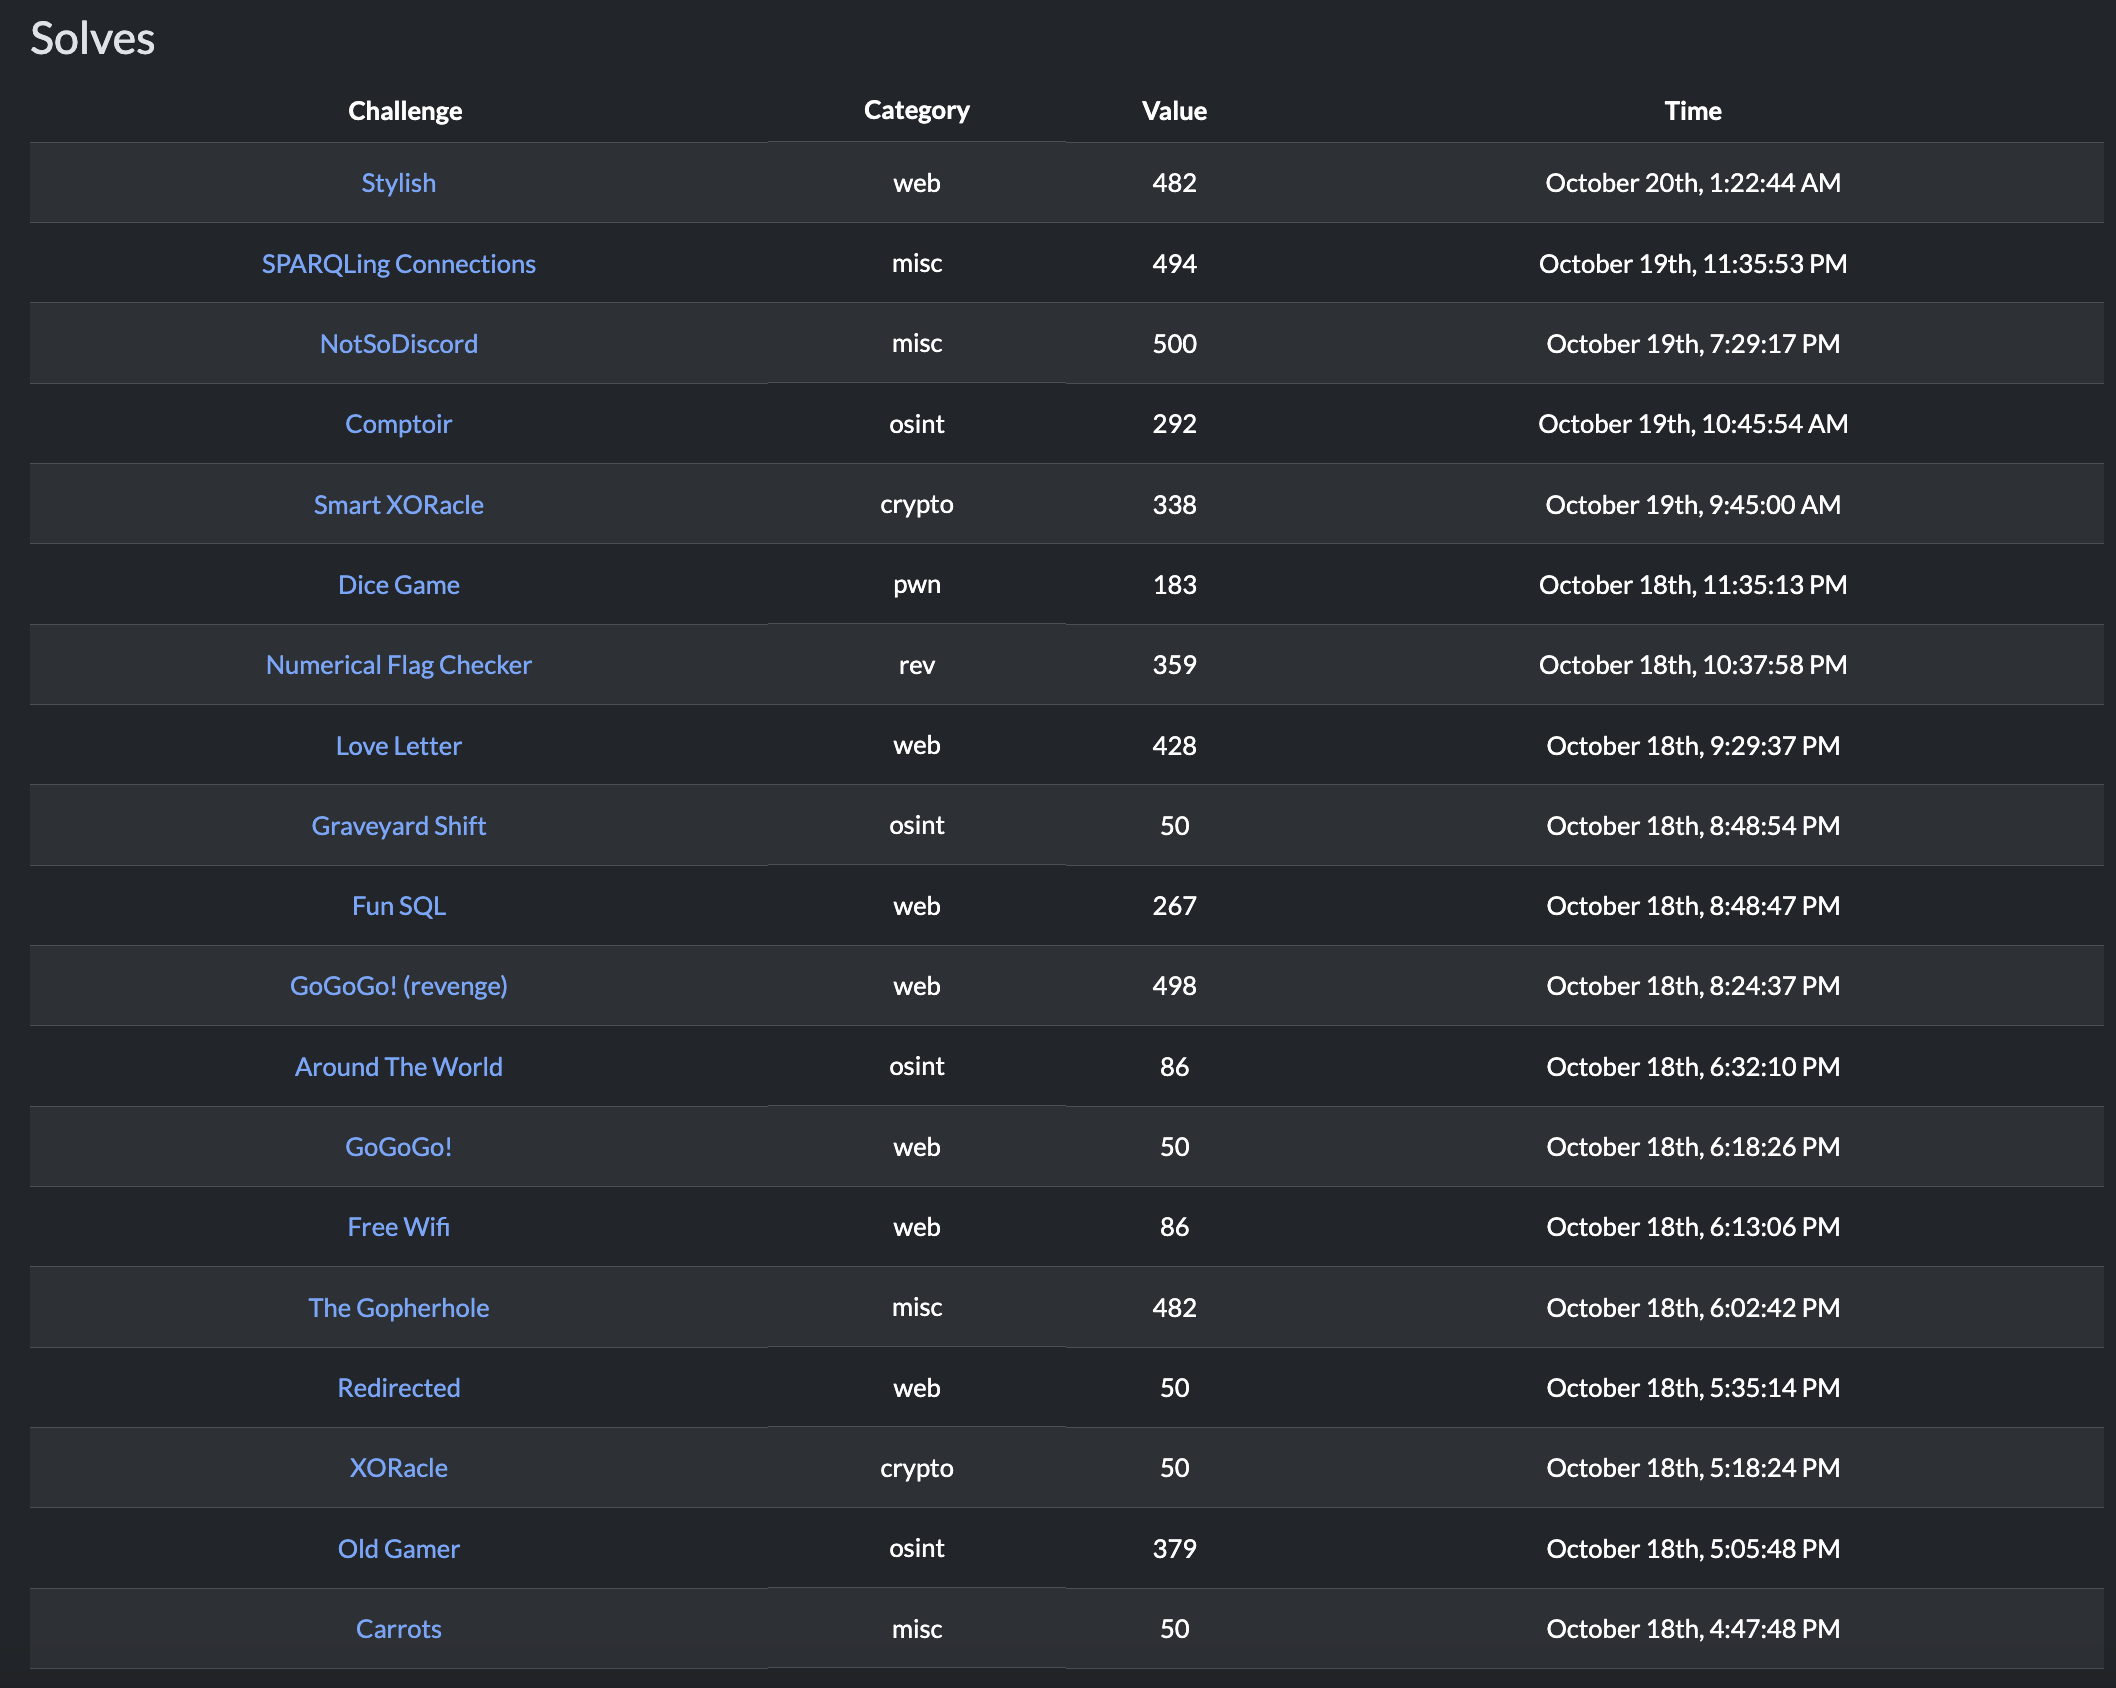 Solves
Challenge Category Value Time
Stylish web 482 October 20th, 1:22:44 AM
SPARQLing Connections misc 494 October 19th, 11:35:53 PM
NotSoDiscord misc 500 October 19th, 7:29:17 PM
Comptoir osint 292 October 19th, 10:45:54 AM
Smart XORacle crypto 338 October 19th, 9:45:00 AM
Dice Game pwn 183 October 18th, 11:35:13 PM
Numerical Flag Checker rev 359 October 18th, 10:37:58 PM
Love Letter web 428 October 18th, 9:29:37 PM
Graveyard Shift osint 50 October 18th, 8:48:54 PM
Fun SQL web 267 October 18th, 8:48:47 PM
GoGoGo! (revenge) web 498 October 18th, 8:24:37 PM
Around The World osint 86 October 18th, 6:32:10 PM
GoGoGo! web 50 October 18th, 6:18:26 PM
Free Wifi web 86 October 18th, 6:13:06 PM
The Gopherhole misc 482 October 18th, 6:02:42 PM
Redirected web 50 October 18th, 5:35:14 PM
XORacle crypto 50 October 18th, 5:18:24 PM
Old Gamer osint 379 October 18th, 5:05:48 PM
Carrots misc 50 October 18th, 4:47:48 PM